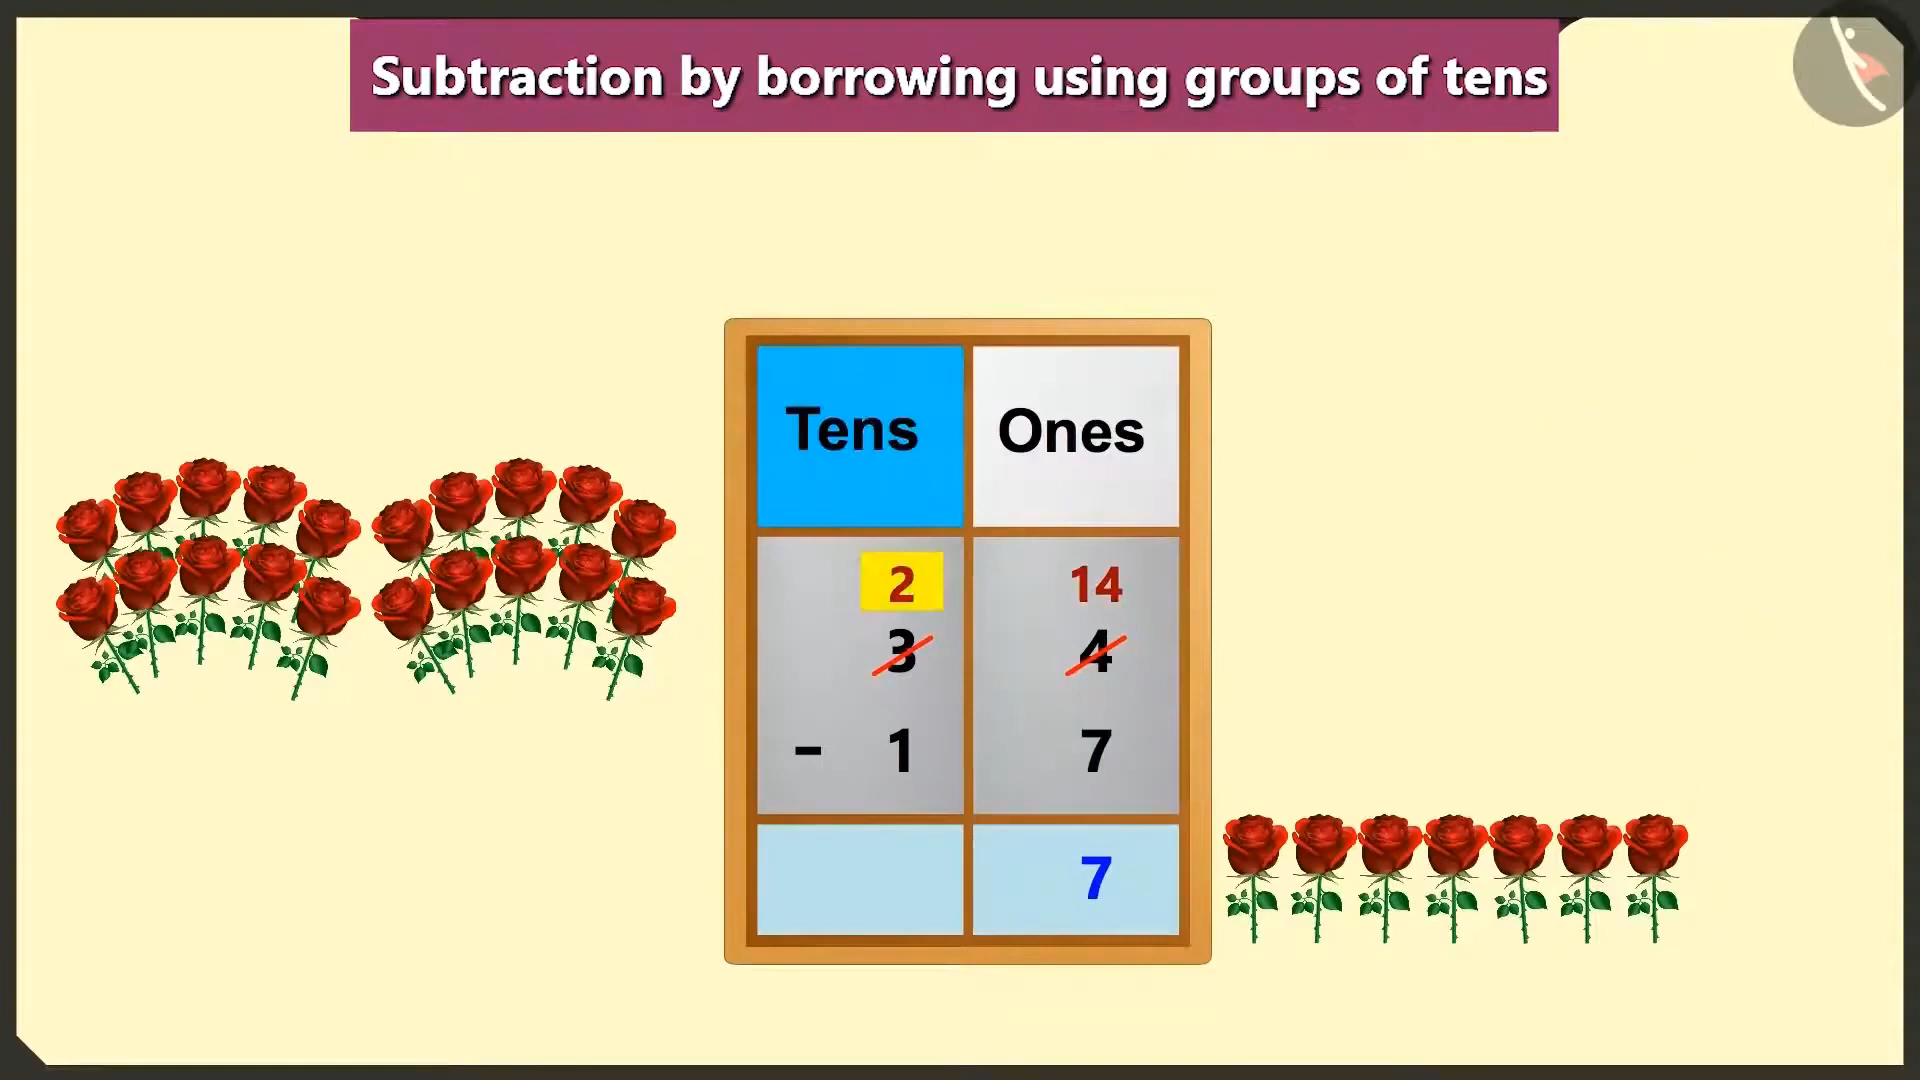 Subtraction by borrowing using groups of tens
Tens Ones
2 14
3 4
- 1 7
7